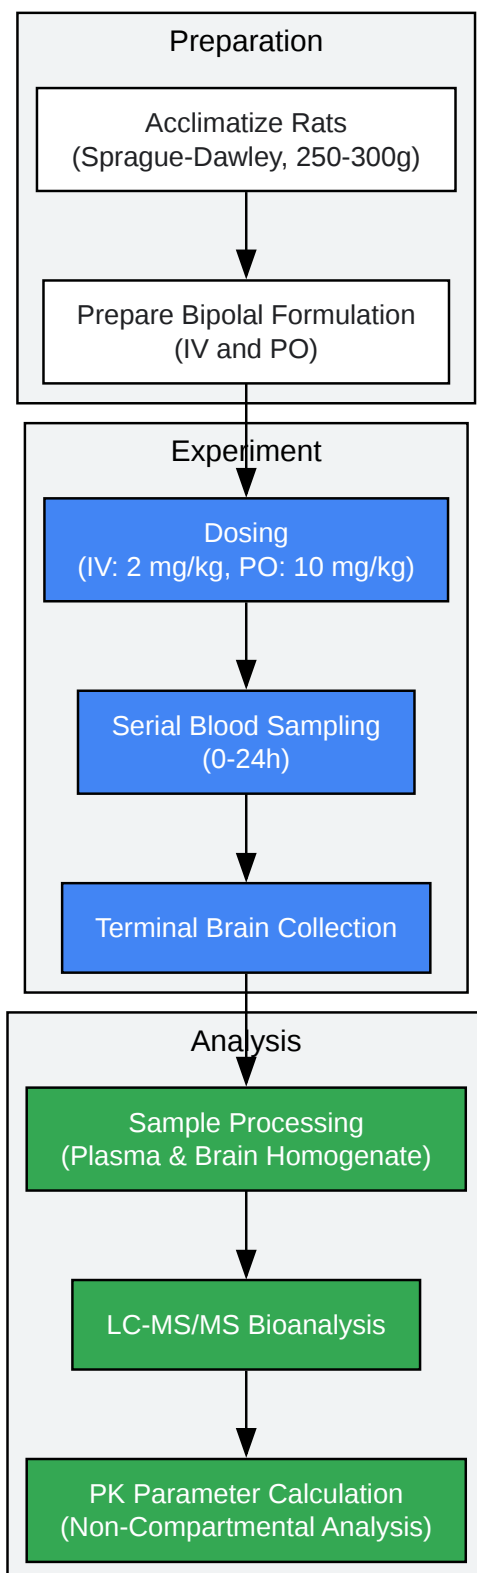 Preparation
Acclimatize Rats
(Sprague-Dawley, 250-300g)
Prepare Bipolal Formulation
(IV and PO)
Experiment
Dosing
(IV: 2 mg/kg, PO: 10 mg/kg)
Serial Blood Sampling
(0-24h)
Terminal Brain Collection
Analysis
Sample Processing
(Plasma & Brain Homogenate)
LC-MS/MS Bioanalysis
PK Parameter Calculation
(Non-Compartmental Analysis)